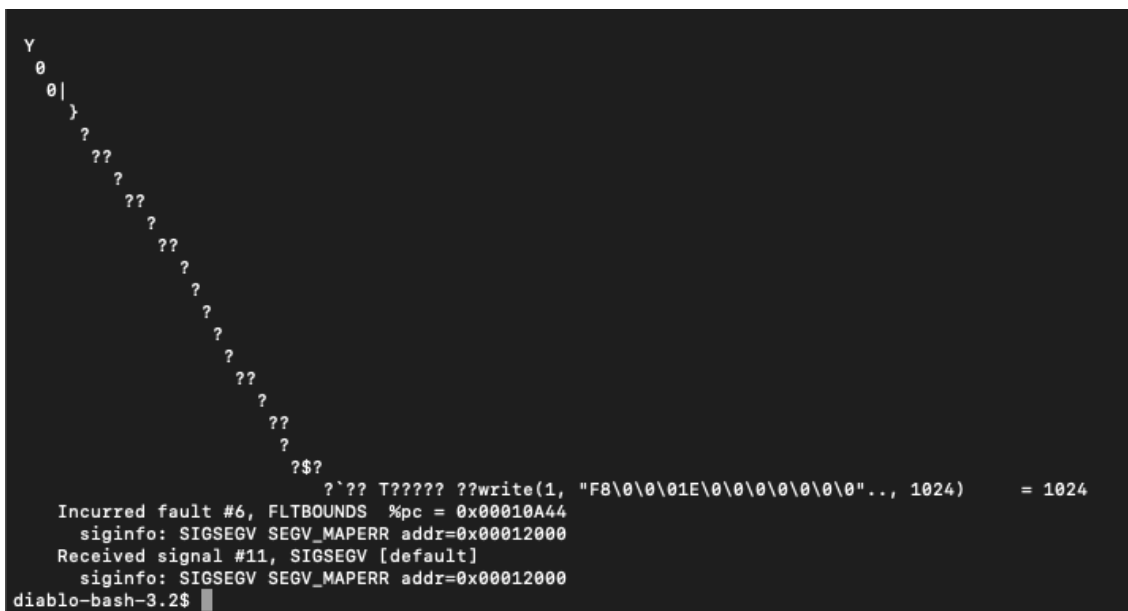 Y
0
0|
}
?
??
?
??
?
??
?
?
?
?
?
??
?
??
?
?$?
?`?? T????? ??write(1, "F8\0\0\01E\0\0\0\0\0\0\0".., 1024) = 1024
Incurred fault #6, FLTBOUNDS %pc = 0x00010A44
siginfo: SIGSEGV SEGV_MAPERR addr=0x00012000
Received signal #11, SIGSEGV [default]
siginfo: SIGSEGV SEGV_MAPERR addr=0x00012000
diablo-bash-3.2$